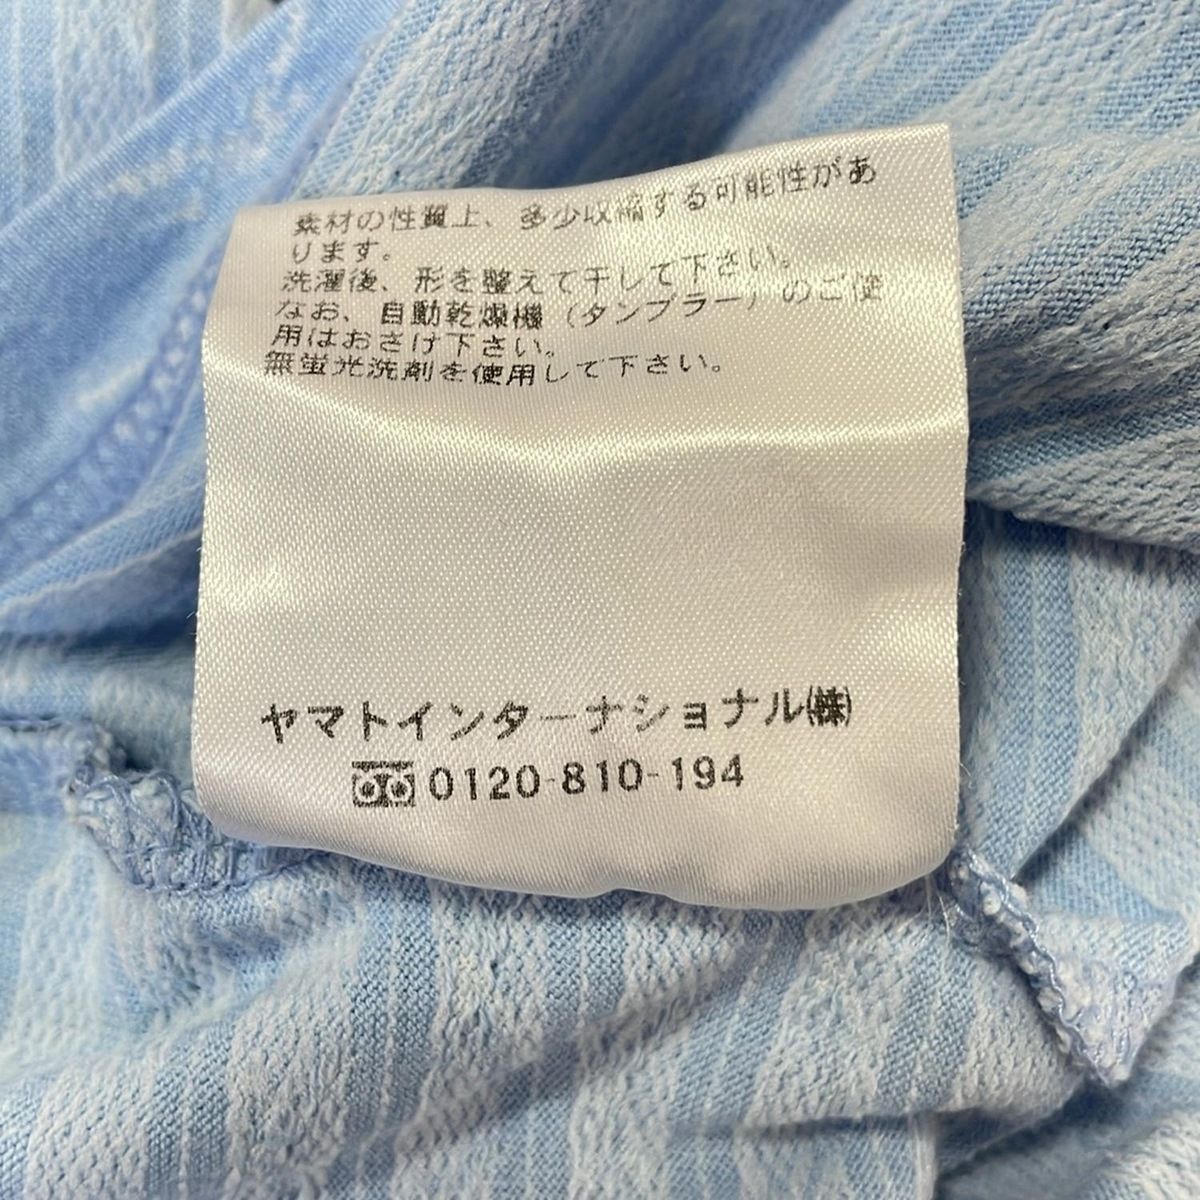 素材の性質上、多少収縮する可能性があ
ります。
洗濯後、形を整えて干して下さい。
なお、自動乾燥機（タンブラー）のご使
用はおさけ下さい。
無蛍光洗剤を使用して下さい。
ヤマトインターナショナル㈱
0120-810-194